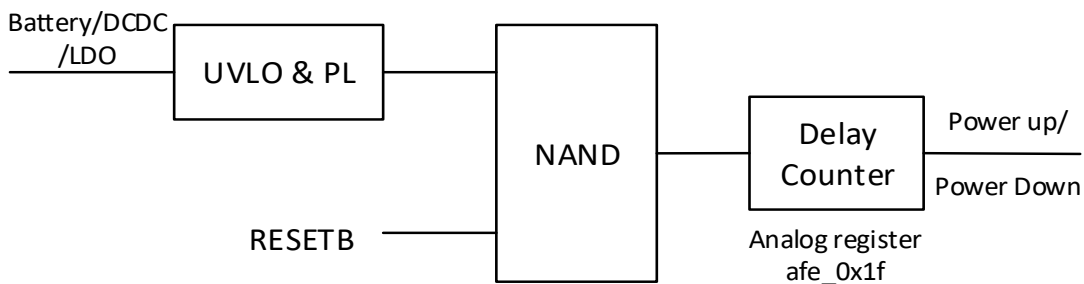 Battery/DCDC
/LDO
UVLO & PL
NAND
RESETB
Delay
Counter
Power up/
Power Down
Analog register
afe_0x1f